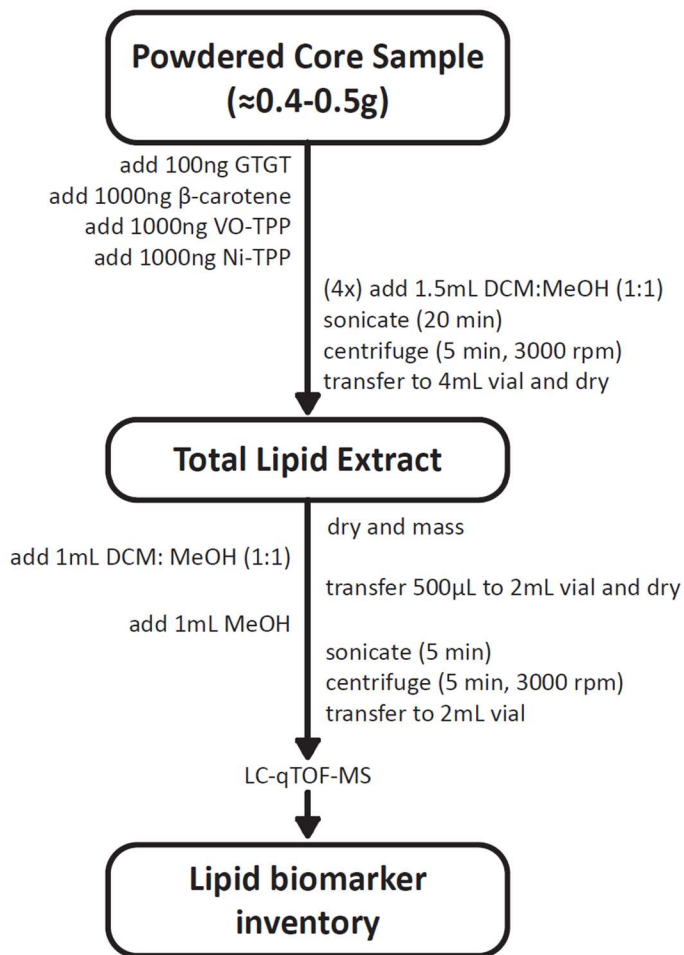 Powdered Core Sample
(≈0.4-0.5g)
add 100ng GTGT
add 1000ng β-carotene
add 1000ng VO-TPP
add 1000ng Ni-TPP
(4x) add 1.5mL DCM:MeOH (1:1)
sonicate (20 min)
centrifuge (5 min, 3000 rpm)
transfer to 4mL vial and dry
Total Lipid Extract
dry and mass
add 1mL DCM: MeOH (1:1)
transfer 500µL to 2mL vial and dry
add 1mL MeOH
sonicate (5 min)
centrifuge (5 min, 3000 rpm)
transfer to 2mL vial
LC-qTOF-MS
Lipid biomarker
inventory